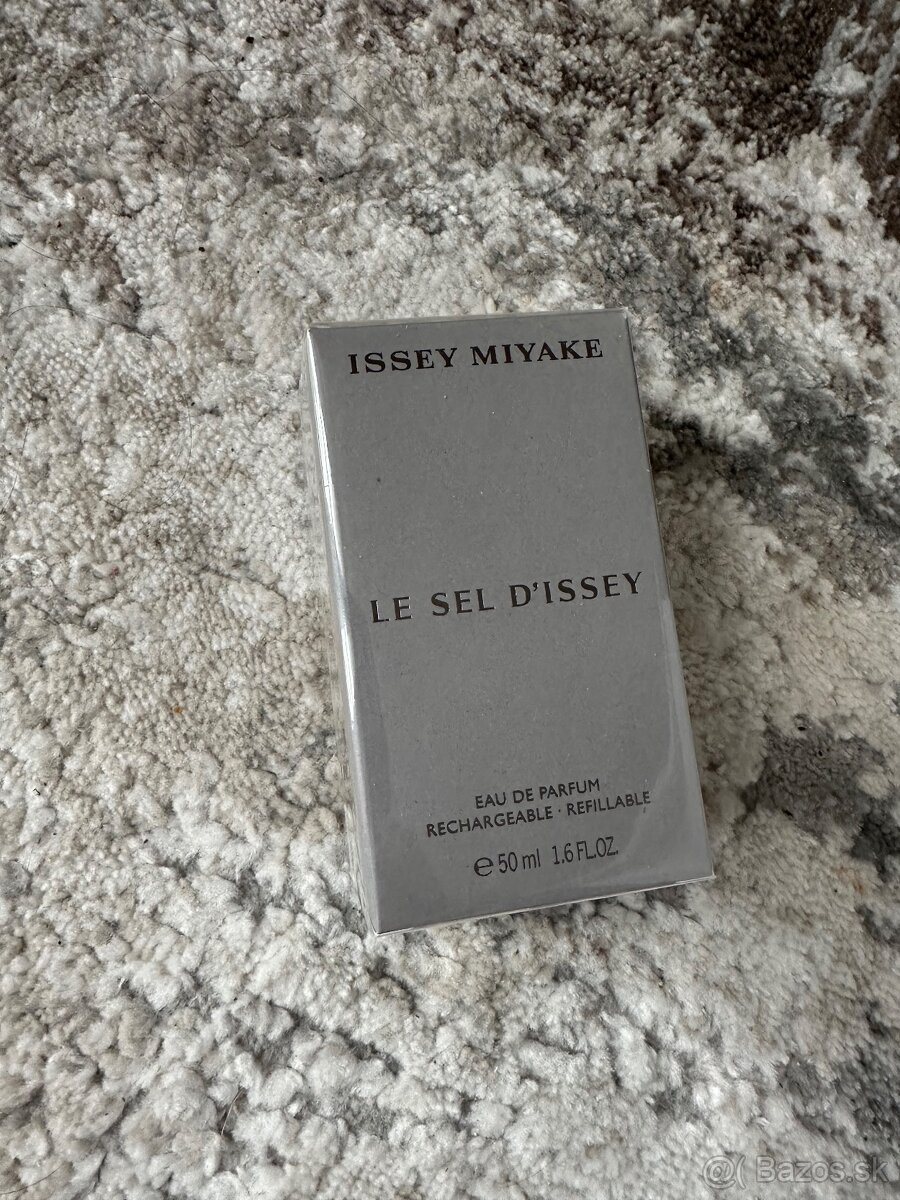 ISSEY MIYAKE
LE SEL D'ISSEY
EAU DE PARFUM
RECHARGEABLE · REFILLABLE
℮ 50 ml 1.6 FL.OZ.
Bazos.sk